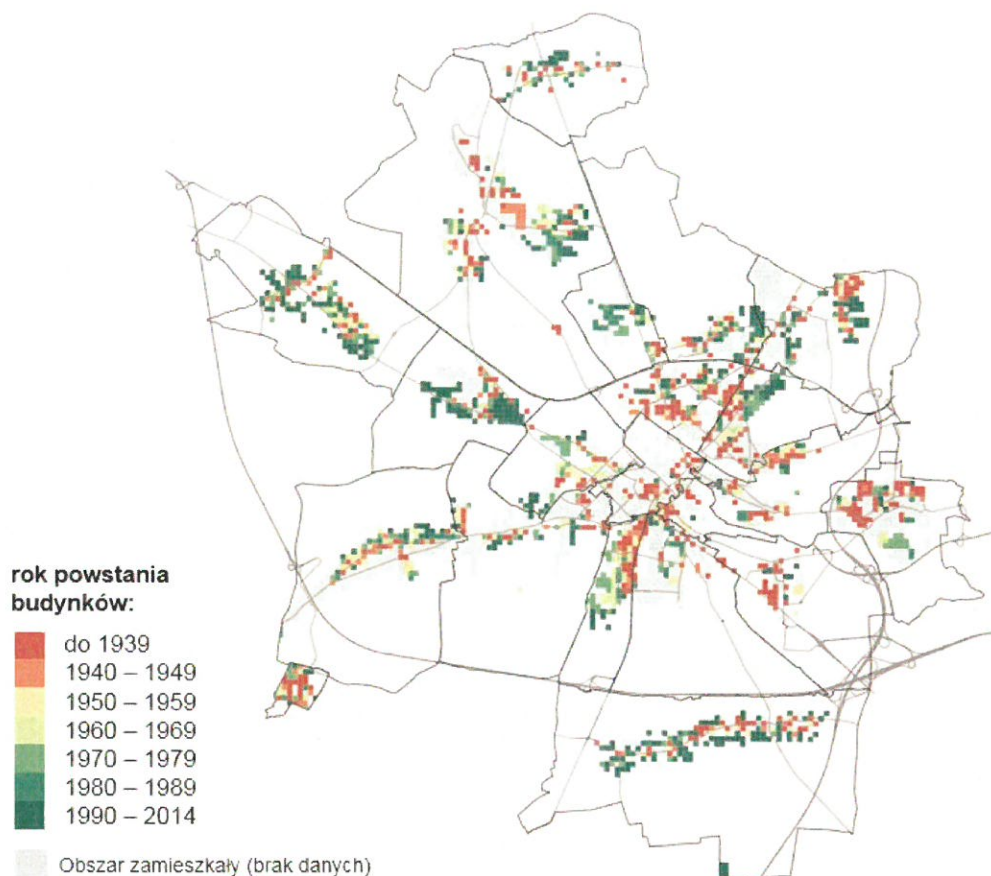 rok powstania
budynków:
do 1939
1940 – 1949
1950 – 1959
1960 – 1969
1970 – 1979
1980 – 1989
1990 – 2014
Obszar zamieszkały (brak danych)